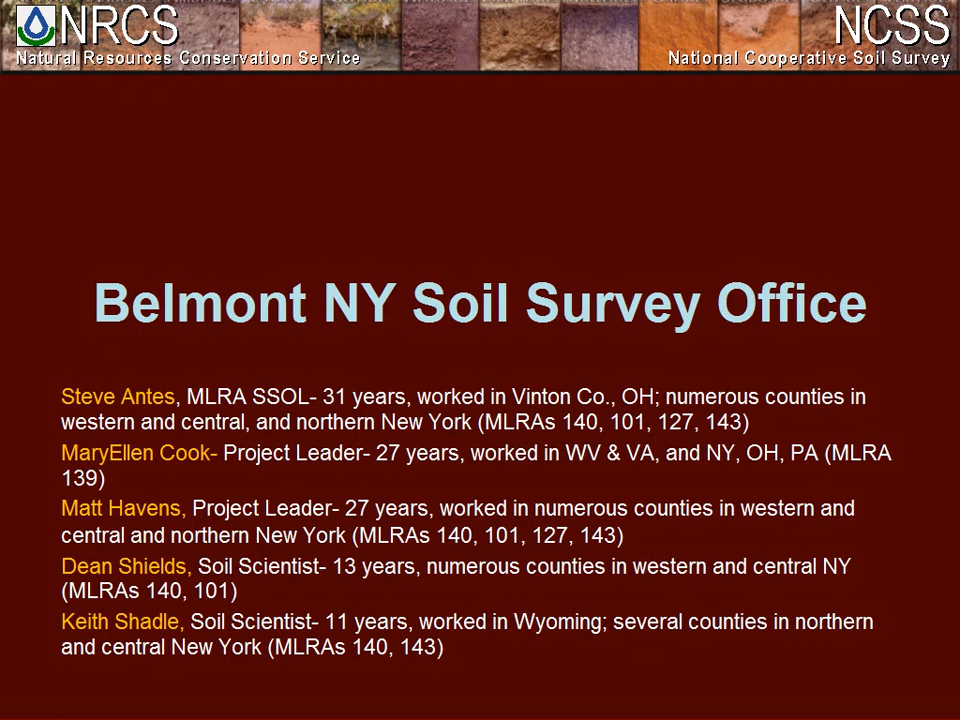 NRCS
Natural Resources Conservation Service
NCSS
National Cooperative Soil Survey
Belmont NY Soil Survey Office
Steve Antes, MLRA SSOL- 31 years, worked in Vinton Co., OH; numerous counties in
western and central, and northern New York (MLRAs 140, 101, 127, 143)
MaryEllen Cook- Project Leader- 27 years, worked in WV & VA, and NY, OH, PA (MLRA
139)
Matt Havens, Project Leader- 27 years, worked in numerous counties in western and
central and northern New York (MLRAs 140, 101, 127, 143)
Dean Shields, Soil Scientist- 13 years, numerous counties in western and central NY
(MLRAs 140, 101)
Keith Shadle, Soil Scientist- 11 years, worked in Wyoming; several counties in northern
and central New York (MLRAs 140, 143)